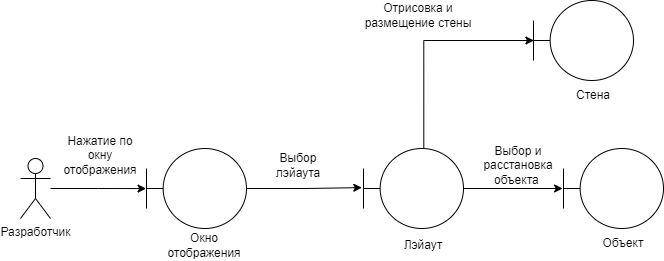 Отрисовка и
размещение стены
Стена
Нажатие по
окну
отображения
Выбор
лэйаута
Выбор и
расстановка
объекта
Разработчик
Окно
отображения
Лэйаут
Объект